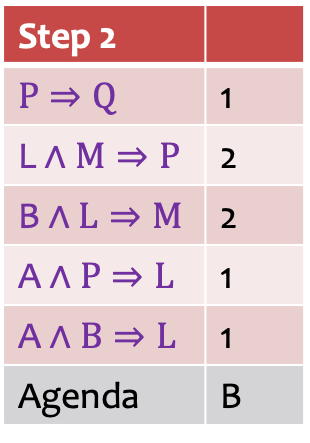 Step 2
P ⇒ Q 1
L ∧ M ⇒ P 2
B ∧ L ⇒ M 2
A ∧ P ⇒ L 1
A ∧ B ⇒ L 1
Agenda B